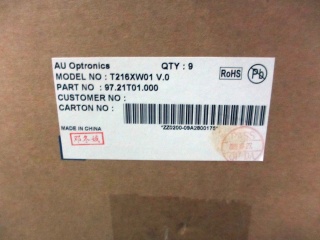 AU Optronics QTY : 9
MODEL NO : T216XW01 V.0
PART NO : 97.21T01.000
CUSTOMER NO :
CARTON NO :
RoHS
Pb
MADE IN CHINA
*ZZ0200-09A2800175*